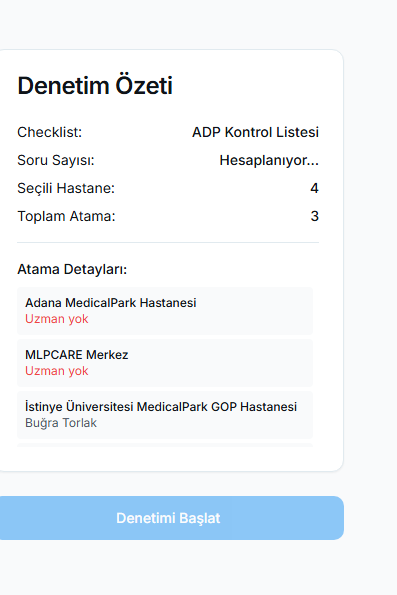 Denetim Özeti
Checklist: ADP Kontrol Listesi
Soru Sayısı: Hesaplanıyor...
Seçili Hastane: 4
Toplam Atama: 3
Atama Detayları:
Adana MedicalPark Hastanesi
Uzman yok
MLPCARE Merkez
Uzman yok
İstinye Üniversitesi MedicalPark GOP Hastanesi
Buğra Torlak
Denetimi Başlat